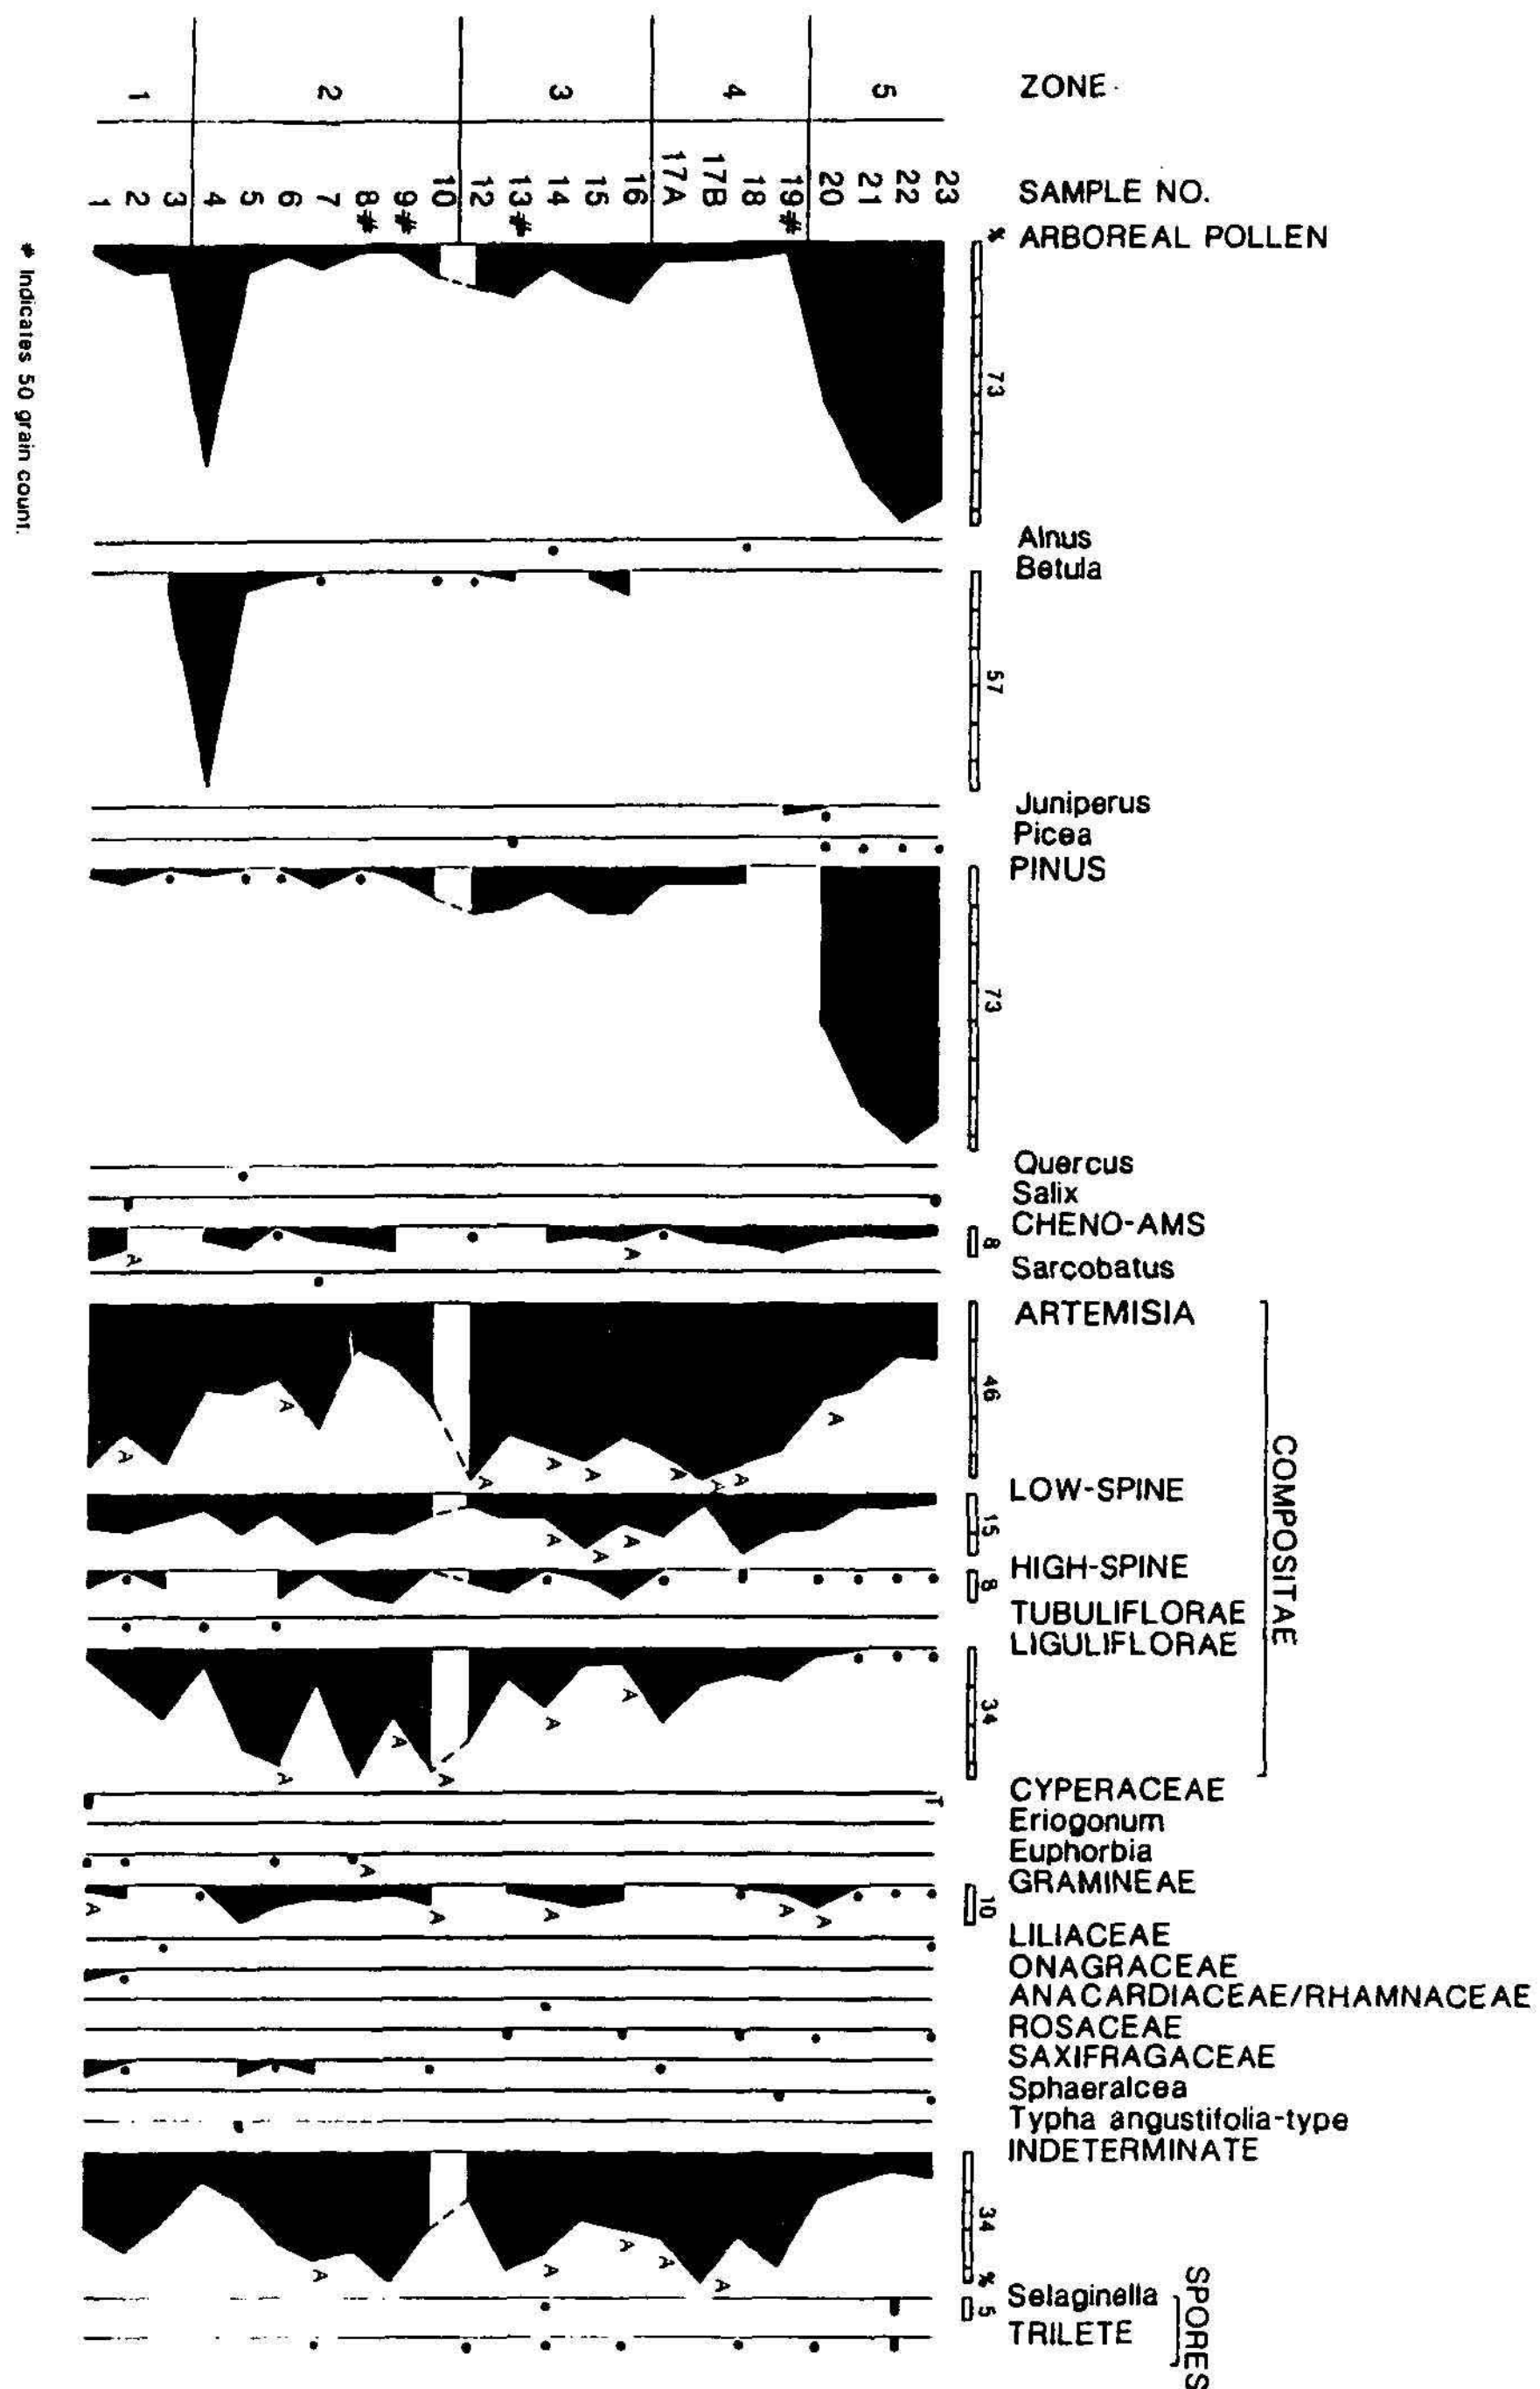 ZONE
1 2 3 4 5
SAMPLE NO.
1 2 3 4 5 6 7 8# 9# 10 12 13# 14 15 16 17A 17B 18 19# 20 21 22 23
% ARBOREAL POLLEN
73
Alnus
Betula
57
Juniperus
Picea
PINUS
73
Quercus
Salix
CHENO-AMS
8
A A
Sarcobatus
ARTEMISIA
46
A A A A A A A A A
LOW-SPINE
15
A A A
HIGH-SPINE
8
TUBULIFLORAE
LIGULIFLORAE
34
A A A A A
COMPOSITAE
CYPERACEAE
T
Eriogonum
Euphorbia
A
GRAMINEAE
10
A A A A A
LILIACEAE
ONAGRACEAE
ANACARDIACEAE/RHAMNACEAE
ROSACEAE
SAXIFRAGACEAE
Sphaeralcea
Typha angustifolia-type
INDETERMINATE
34
%
A A A A A
Selaginella
5
TRILETE
SPORES
* Indicates 50 grain count.